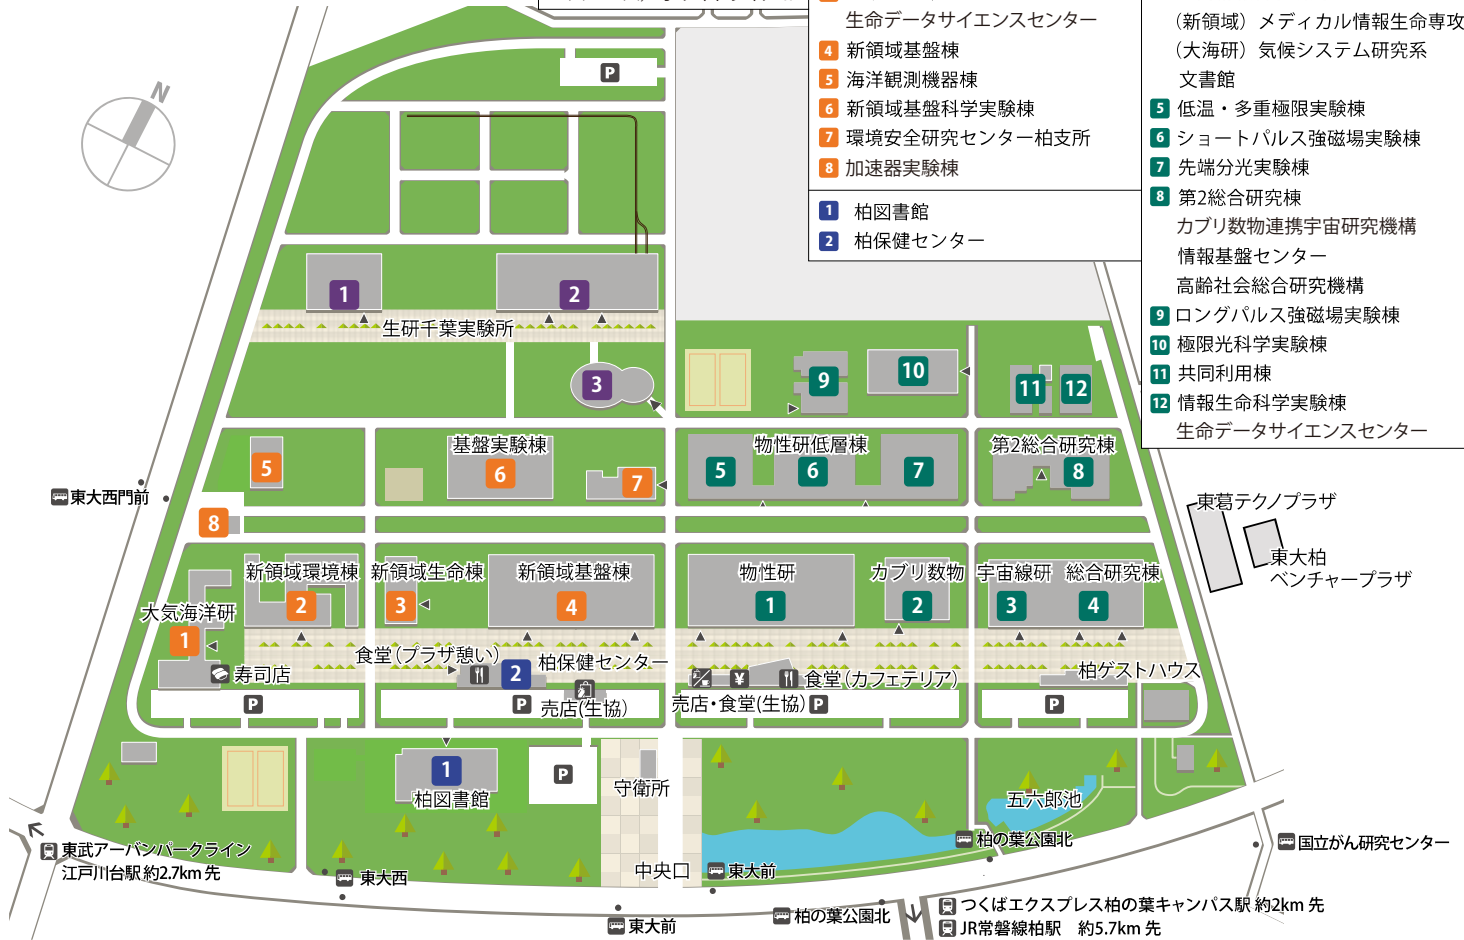 生命データサイエンスセンター
4 新領域基盤棟
5 海洋観測機器棟
6 新領域基盤科学実験棟
7 環境安全研究センター柏支所
8 加速器実験棟
1 柏図書館
2 柏保健センター
（新領域）メディカル情報生命専攻
（大海研）気候システム研究系
文書館
5 低温・多重極限実験棟
6 ショートパルス強磁場実験棟
7 先端分光実験棟
8 第2総合研究棟
カブリ数物連携宇宙研究機構
情報基盤センター
高齢社会総合研究機構
9 ロングパルス強磁場実験棟
10 極限光科学実験棟
11 共同利用棟
12 情報生命科学実験棟
生命データサイエンスセンター
N
P
1
2
生研千葉実験所
3
9
10
11
12
基盤実験棟
物性研低層棟
第2総合研究棟
5
6
7
5
6
7
8
東大西門前
8
東葛テクノプラザ
東大柏
ベンチャープラザ
新領域環境棟
新領域生命棟
新領域基盤棟
物性研
カブリ数物
宇宙線研
総合研究棟
2
3
4
1
2
3
4
大気海洋研
1
寿司店
食堂（プラザ憩い）
2
柏保健センター
¥
食堂（カフェテリア）
柏ゲストハウス
P
P
売店(生協)
売店・食堂(生協)
P
P
1
柏図書館
P
守衛所
五六郎池
中央口
東武アーバンパークライン
江戸川台駅 約2.7km 先
東大西
東大前
東大前
柏の葉公園北
柏の葉公園北
国立がん研究センター
つくばエクスプレス柏の葉キャンパス駅 約2km 先
JR常磐線柏駅　約5.7km 先